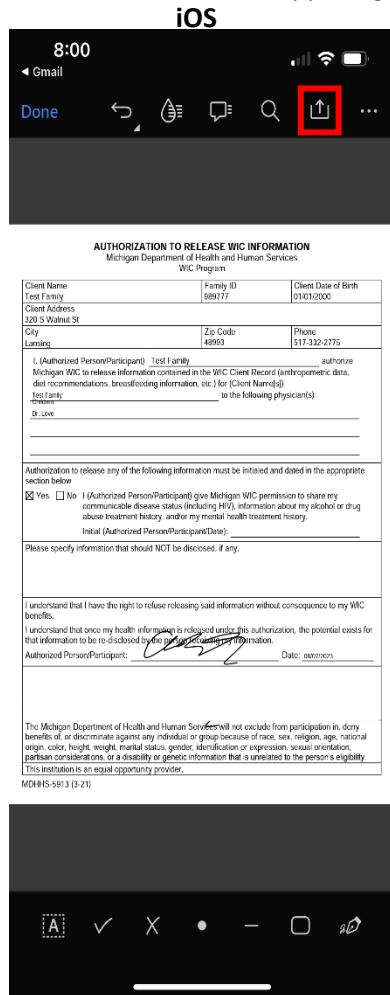 iOS
8:00
◀ Gmail
Done
AUTHORIZATION TO RELEASE WIC INFORMATION
Michigan Department of Health and Human Services
WIC Program
Client Name Family ID Client Date of Birth
Test Family 989777 01/01/2000
Client Address
320 S Walnut St
City Zip Code Phone
Lansing 48993 517-332-2775
I, (Authorized Person/Participant) Test Family authorize
Michigan WIC to release information contained in the WIC Client Record (anthropometric data,
diet recommendations, breastfeeding information, etc.) for [Client Name[s])
Test Family to the following physician(s):
Children
Dr. Love
Authorization to release any of the following information must be initialed and dated in the appropriate
section below
☒ Yes ☐ No I (Authorized Person/Participant) give Michigan WIC permission to share my
communicable disease status (including HIV), information about my alcohol or drug
abuse treatment history, and/or my mental health treatment history.
Initial (Authorized Person/Participant/Date):
Please specify information that should NOT be disclosed, if any.
I understand that I have the right to refuse releasing said information without consequence to my WIC
benefits.
I understand that once my health information is released under this authorization, the potential exists for
that information to be re-disclosed by the person receiving my information.
Authorized Person/Participant: Date: 08/07/2023
The Michigan Department of Health and Human Services will not exclude from participation in, deny
benefits of, or discriminate against any individual or group because of race, sex, religion, age, national
origin, color, height, weight, marital status, gender, identification or expression, sexual orientation,
partisan considerations, or a disability or genetic information that is unrelated to the person's eligibility.
This institution is an equal opportunity provider.
MDHHS-5913 (3-21)
A